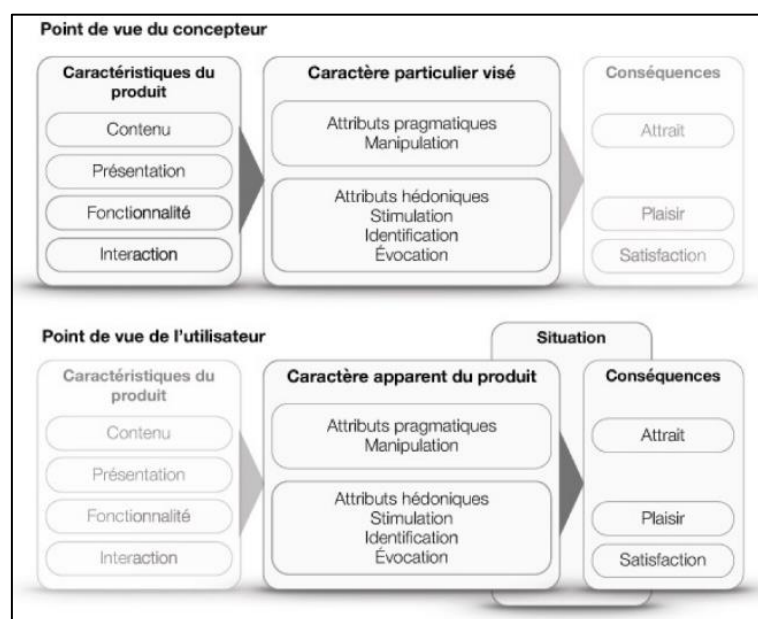 Point de vue du concepteur
Caractéristiques du
produit
Contenu
Présentation
Fonctionnalité
Interaction
Caractère particulier visé
Attributs pragmatiques
Manipulation
Attributs hédoniques
Stimulation
Identification
Évocation
Conséquences
Attrait
Plaisir
Satisfaction
Point de vue de l'utilisateur
Caractéristiques du
produit
Contenu
Présentation
Fonctionnalité
Interaction
Caractère apparent du produit
Attributs pragmatiques
Manipulation
Attributs hédoniques
Stimulation
Identification
Évocation
Situation
Conséquences
Attrait
Plaisir
Satisfaction